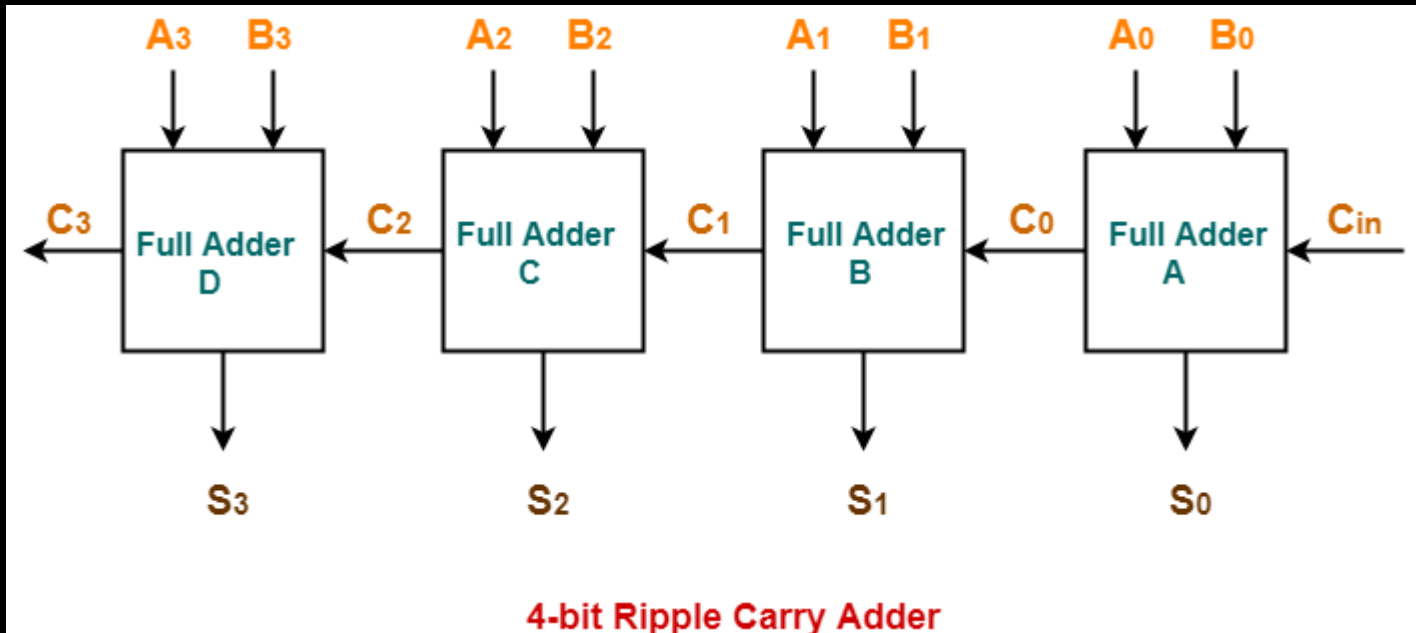 A3 B3 A2 B2 A1 B1 A0 B0
C3 Full Adder D C2 Full Adder C C1 Full Adder B C0 Full Adder A Cin
S3 S2 S1 S0
4-bit Ripple Carry Adder